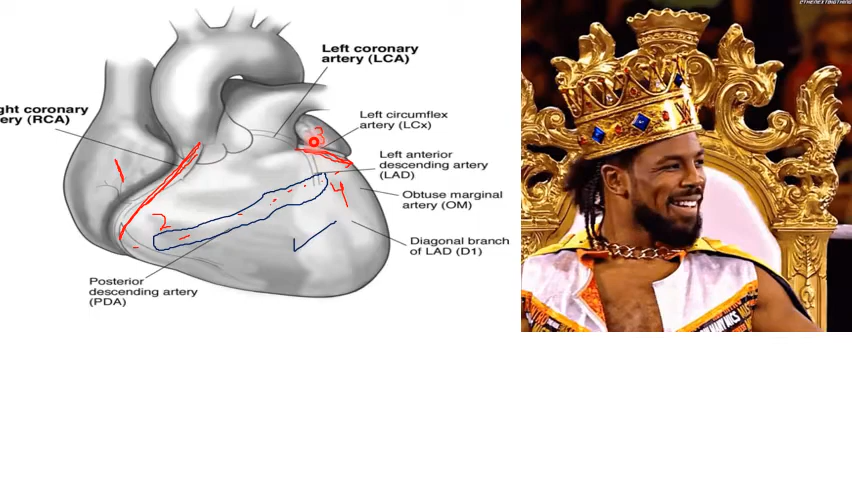 Left coronary
artery (LCA)
ght coronary
ery (RCA)
Left circumflex
artery (LCx)
Left anterior
descending artery
(LAD)
Obtuse marginal
artery (OM)
Diagonal branch
of LAD (D1)
Posterior
descending artery
(PDA)
1
2
3
4
W